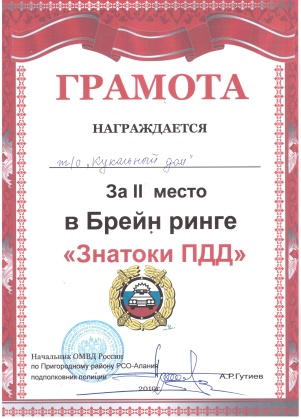 ГРАМОТА
НАГРАЖДАЕТСЯ
т/о „Кукольный дом"
За II место
в Брейн ринге
«Знатоки ПДД»
Начальник ОМВД России
по Пригородному району РСО-Алания
подполковник полиции
А.Р.Гутиев